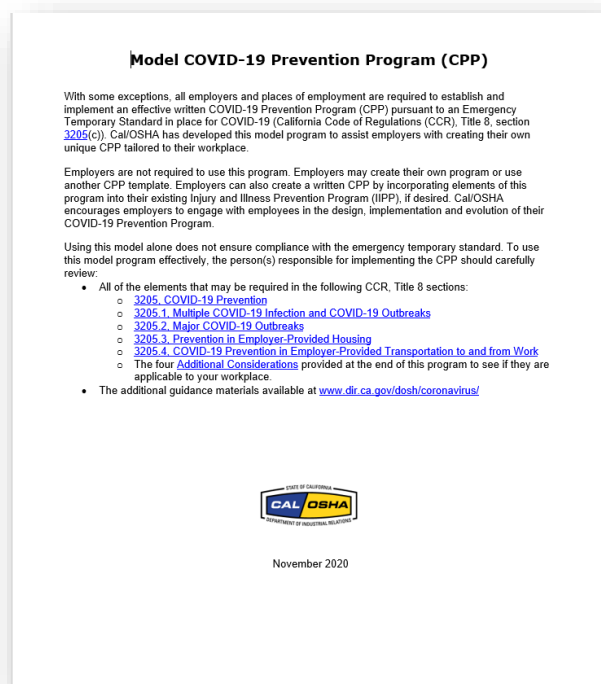 Model COVID-19 Prevention Program (CPP)
With some exceptions, all employers and places of employment are required to establish and
implement an effective written COVID-19 Prevention Program (CPP) pursuant to an Emergency
Temporary Standard in place for COVID-19 (California Code of Regulations (CCR), Title 8, section
3205(c)). Cal/OSHA has developed this model program to assist employers with creating their own
unique CPP tailored to their workplace.
Employers are not required to use this program. Employers may create their own program or use
another CPP template. Employers can also create a written CPP by incorporating elements of this
program into their existing Injury and Illness Prevention Program (IIPP), if desired. Cal/OSHA
encourages employers to engage with employees in the design, implementation and evolution of their
COVID-19 Prevention Program.
Using this model alone does not ensure compliance with the emergency temporary standard. To use
this model program effectively, the person(s) responsible for implementing the CPP should carefully
review:
• All of the elements that may be required in the following CCR, Title 8 sections:
o 3205, COVID-19 Prevention
o 3205.1, Multiple COVID-19 Infection and COVID-19 Outbreaks
o 3205.2, Major COVID-19 Outbreaks
o 3205.3, Prevention in Employer-Provided Housing
o 3205.4, COVID-19 Prevention in Employer-Provided Transportation to and from Work
o The four Additional Considerations provided at the end of this program to see if they are
applicable to your workplace.
• The additional guidance materials available at www.dir.ca.gov/dosh/coronavirus/
STATE OF CALIFORNIA
CAL OSHA
DEPARTMENT OF INDUSTRIAL RELATIONS
November 2020